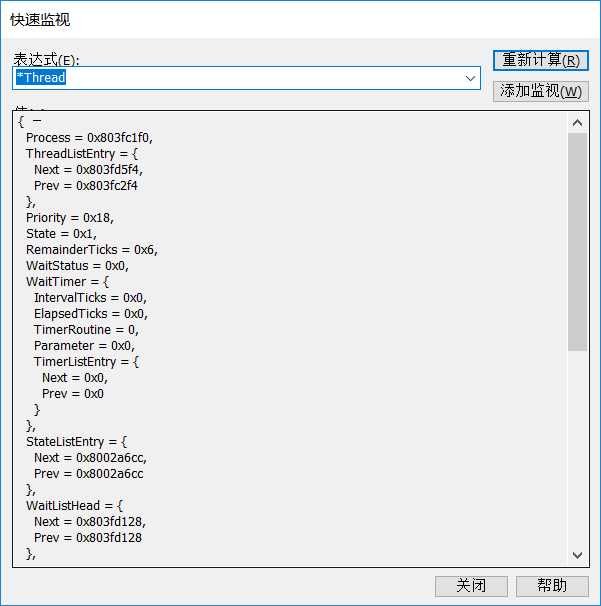 快速监视
表达式(E):
重新计算(R)
*Thread
添加监视(W)
{ −
Process = 0x803fc1f0,
ThreadListEntry = {
Next = 0x803fd5f4,
Prev = 0x803fc2f4
},
Priority = 0x18,
State = 0x1,
RemainderTicks = 0x6,
WaitStatus = 0x0,
WaitTimer = {
IntervalTicks = 0x0,
ElapsedTicks = 0x0,
TimerRoutine = 0,
Parameter = 0x0,
TimerListEntry = {
Next = 0x0,
Prev = 0x0
}
},
StateListEntry = {
Next = 0x8002a6cc,
Prev = 0x8002a6cc
},
WaitListHead = {
Next = 0x803fd128,
Prev = 0x803fd128
},
关闭
帮助